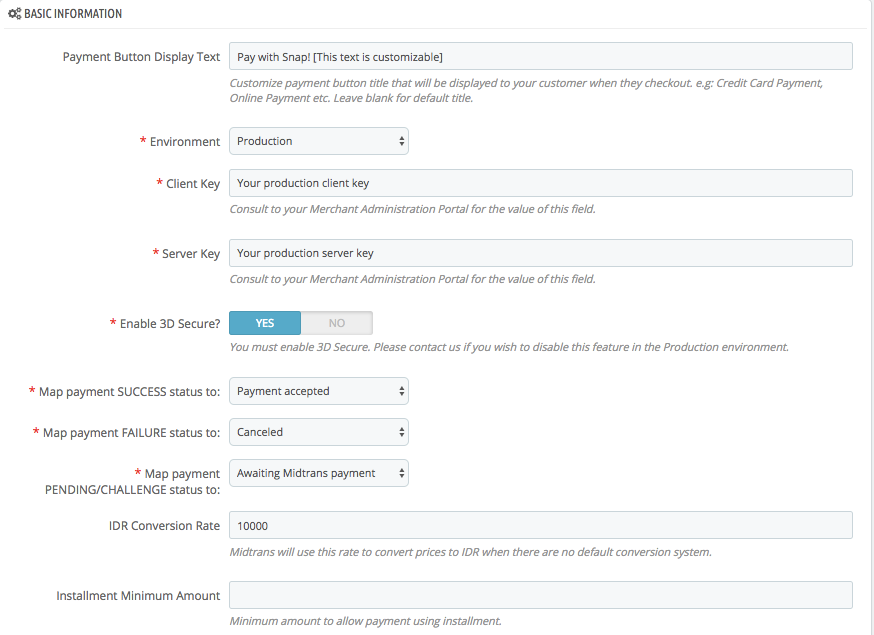 BASIC INFORMATION
Payment Button Display Text
Pay with Snap! [This text is customizable]
Customize payment button title that will be displayed to your customer when they checkout. e.g: Credit Card Payment,
Online Payment etc. Leave blank for default title.
* Environment
Production
* Client Key
Your production client key
Consult to your Merchant Administration Portal for the value of this field.
* Server Key
Your production server key
Consult to your Merchant Administration Portal for the value of this field.
* Enable 3D Secure?
YES NO
You must enable 3D Secure. Please contact us if you wish to disable this feature in the Production environment.
* Map payment SUCCESS status to:
Payment accepted
* Map payment FAILURE status to:
Canceled
* Map payment
PENDING/CHALLENGE status to:
Awaiting Midtrans payment
IDR Conversion Rate
10000
Midtrans will use this rate to convert prices to IDR when there are no default conversion system.
Installment Minimum Amount
Minimum amount to allow payment using installment.